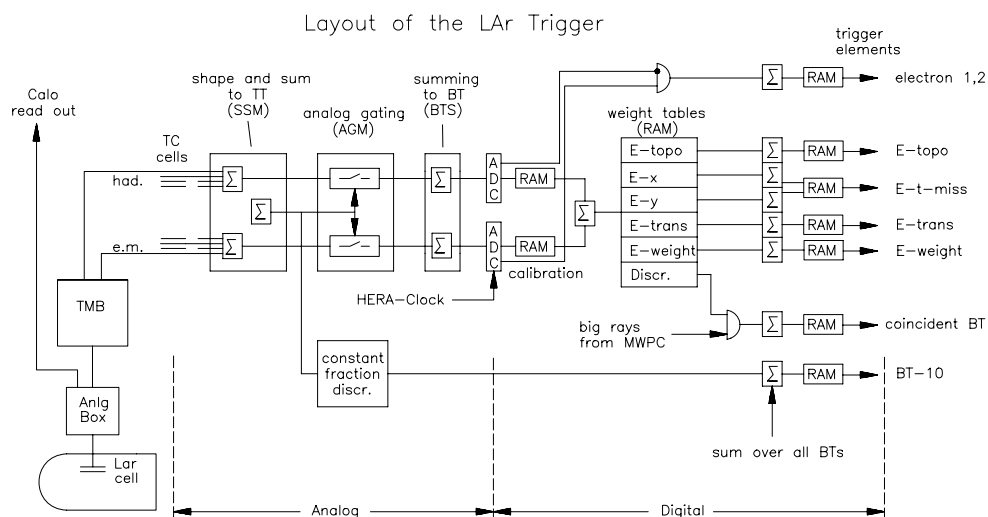 Layout of the LAr Trigger
trigger
elements
shape and sum
to TT
(SSM)
summing
to BT
(BTS)
Calo
read out
analog gating
(AGM)
weight tables
(RAM)
Σ
RAM
electron 1,2
TC
cells
had.
Σ
Σ
A
D
C
RAM
E-topo
Σ
RAM
E-topo
E-x
Σ
RAM
E-t-miss
E-y
Σ
Σ
Σ
E-trans
Σ
RAM
E-trans
e.m.
Σ
Σ
A
D
C
RAM
E-weight
Σ
RAM
E-weight
calibration
Discr.
TMB
HERA-Clock
big rays
from MWPC
Σ
RAM
coincident BT
constant
fraction
discr.
Σ
RAM
BT-10
Anlg
Box
sum over all BTs
Lar
cell
Analog
Digital